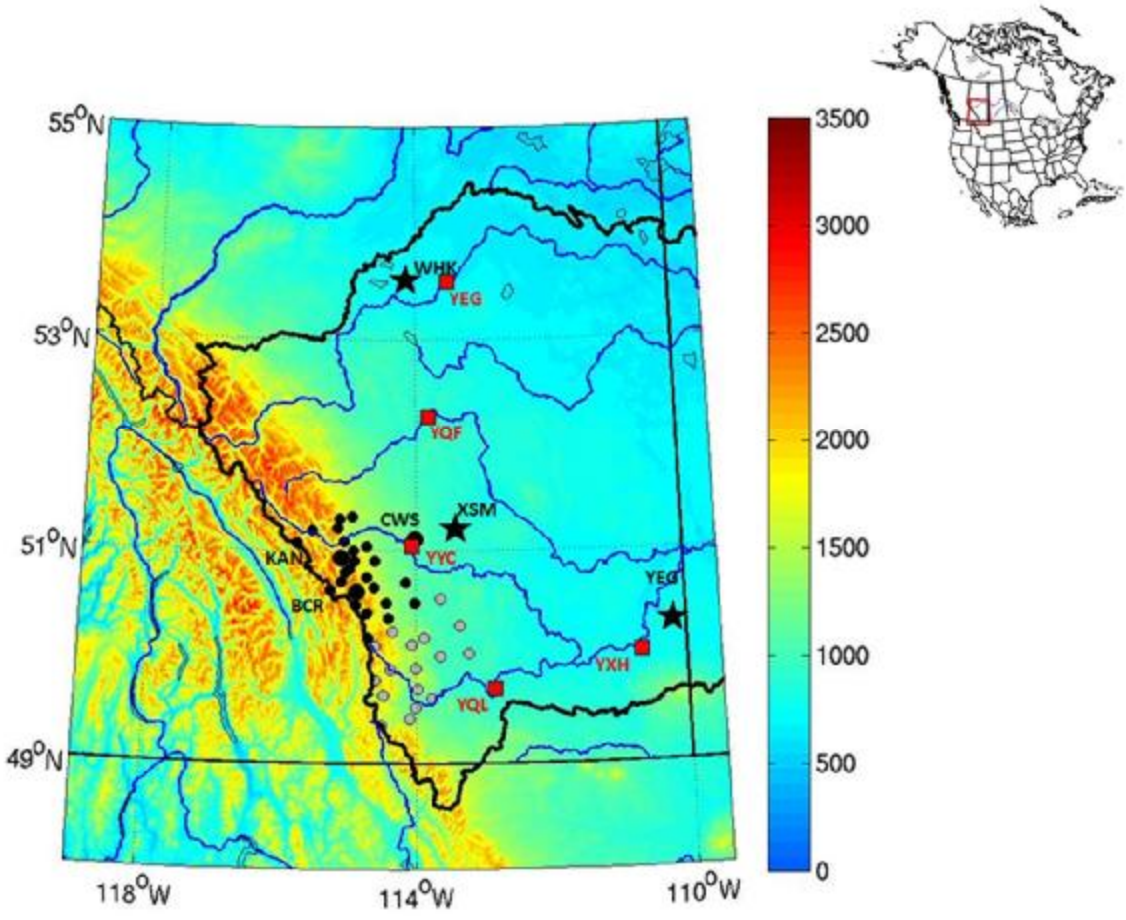 55°N
3500
3000
WHK
YEG
53°N
2500
YQF
2000
CWS
XSM
51°N
KAN
YYC
1500
YEG
BCR
YXH
1000
YQL
49°N
500
0
118°W
114°W
110°W